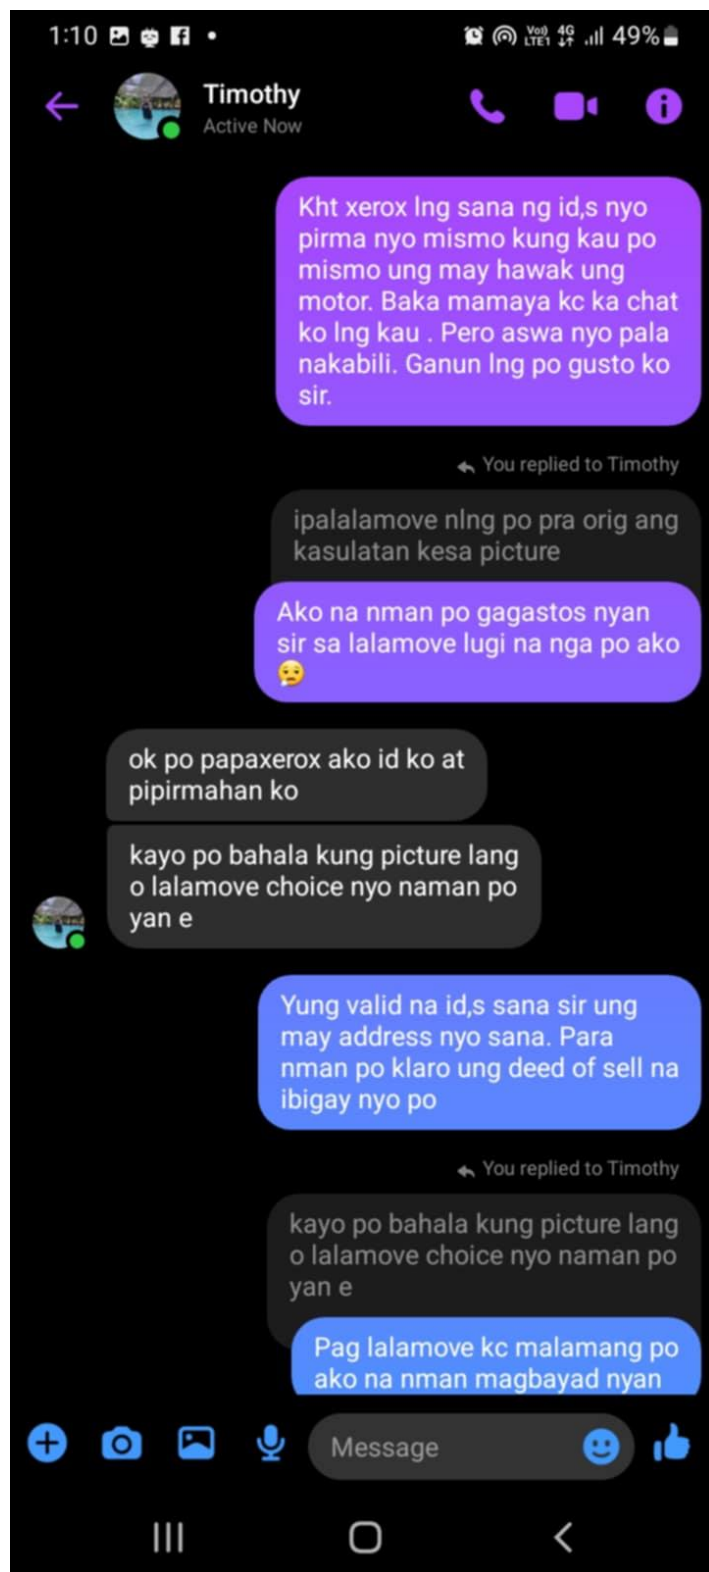 1:10
Vo))
LTE1
4G
49%
Timothy
Active Now
Kht xerox lng sana ng id,s nyo
pirma nyo mismo kung kau po
mismo ung may hawak ung
motor. Baka mamaya kc ka chat
ko lng kau . Pero aswa nyo pala
nakabili. Ganun lng po gusto ko
sir.
You replied to Timothy
ipalalamove nlng po pra orig ang
kasulatan kesa picture
Ako na nman po gagastos nyan
sir sa lalamove lugi na nga po ako
😢
ok po papaxerox ako id ko at
pipirmahan ko
kayo po bahala kung picture lang
o lalamove choice nyo naman po
yan e
Yung valid na id,s sana sir ung
may address nyo sana. Para
nman po klaro ung deed of sell na
ibigay nyo po
You replied to Timothy
kayo po bahala kung picture lang
o lalamove choice nyo naman po
yan e
Pag lalamove kc malamang po
ako na nman magbayad nyan
Message